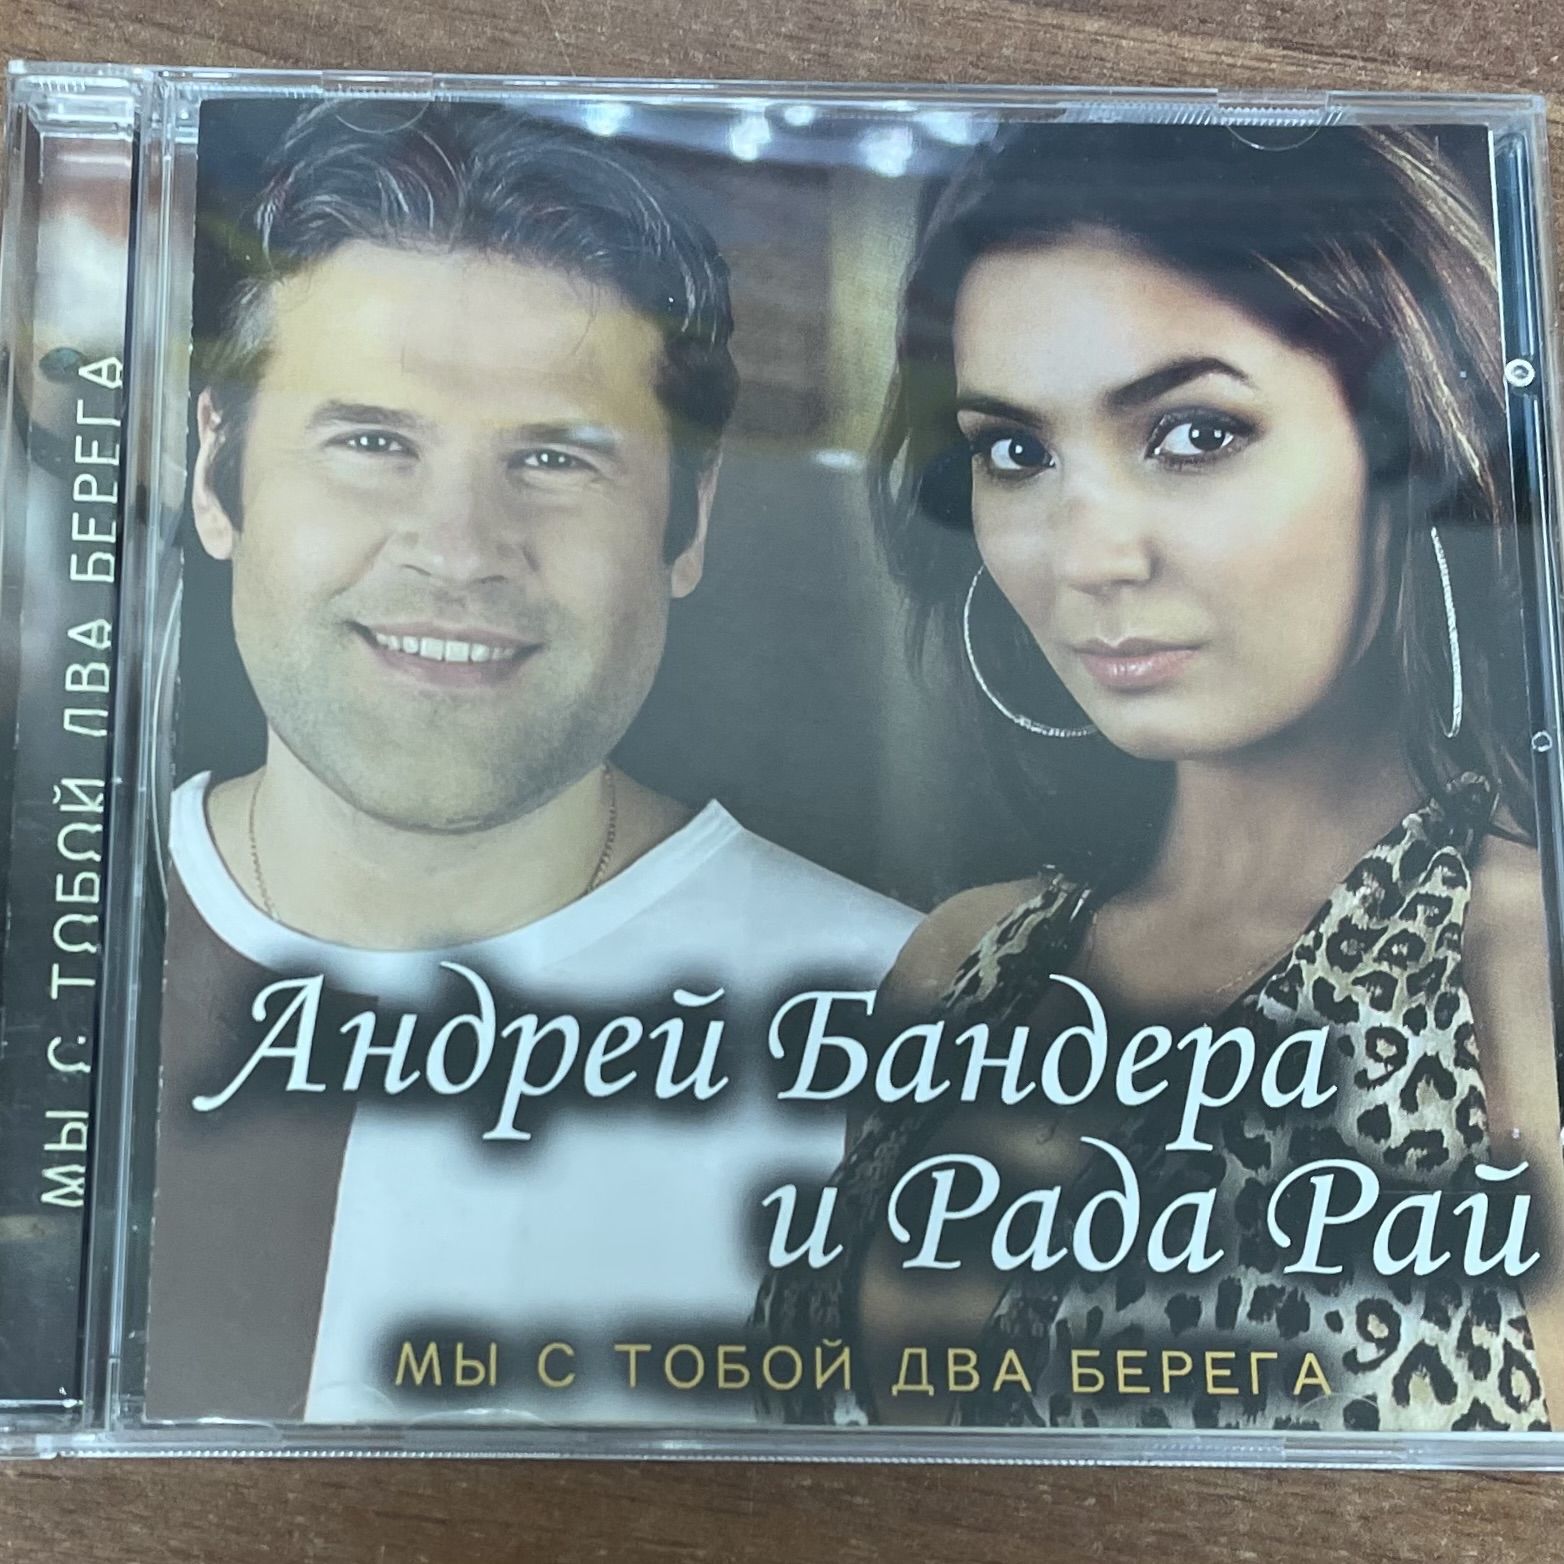 МЫ С ТОБОЙ ДВА БЕРЕГА
Андрей Бандера
и Рада Рай
МЫ С ТОБОЙ ДВА БЕРЕГА